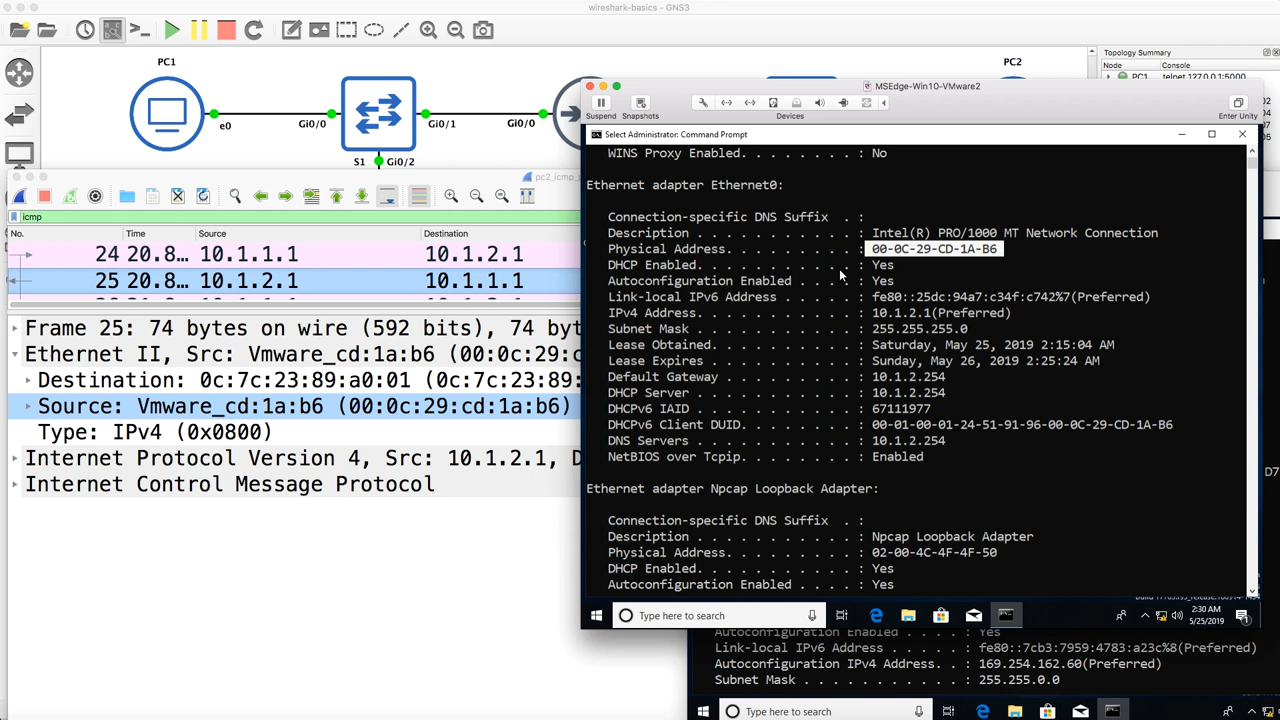 wireshark-basics - GNS3
Topology Summary
Node Console
PC1 telnet 127.0.0.1:5000
PC1
PC2
e0
Gi0/0
Gi0/1
Gi0/0
S1
Gi0/2
MSEdge-Win10-VMware2
Suspend
Snapshots
Devices
Enter Unity
Select Administrator: Command Prompt
WINS Proxy Enabled. . . . . . . . : No
Ethernet adapter Ethernet0:
Connection-specific DNS Suffix . :
Description . . . . . . . . . . . : Intel(R) PRO/1000 MT Network Connection
Physical Address. . . . . . . . . : 00-0C-29-CD-1A-B6
DHCP Enabled. . . . . . . . . . . : Yes
Autoconfiguration Enabled . . . . : Yes
Link-local IPv6 Address . . . . . : fe80::25dc:94a7:c34f:c742%7(Preferred)
IPv4 Address. . . . . . . . . . . : 10.1.2.1(Preferred)
Subnet Mask . . . . . . . . . . . : 255.255.255.0
Lease Obtained. . . . . . . . . . : Saturday, May 25, 2019 2:15:04 AM
Lease Expires . . . . . . . . . . : Sunday, May 26, 2019 2:25:24 AM
Default Gateway . . . . . . . . . : 10.1.2.254
DHCP Server . . . . . . . . . . . : 10.1.2.254
DHCPv6 IAID . . . . . . . . . . . : 67111977
DHCPv6 Client DUID. . . . . . . . : 00-01-00-01-24-51-91-96-00-0C-29-CD-1A-B6
DNS Servers . . . . . . . . . . . : 10.1.2.254
NetBIOS over Tcpip. . . . . . . . : Enabled
Ethernet adapter Npcap Loopback Adapter:
Connection-specific DNS Suffix . :
Description . . . . . . . . . . . : Npcap Loopback Adapter
Physical Address. . . . . . . . . : 02-00-4C-4F-4F-50
DHCP Enabled. . . . . . . . . . . : Yes
Autoconfiguration Enabled . . . . : Yes
Type here to search
2:30 AM
5/25/2019
pc2_icmp_
icmp
No. Time Source Destination
24 20.8… 10.1.1.1 10.1.2.1
25 20.8… 10.1.2.1 10.1.1.1
Frame 25: 74 bytes on wire (592 bits), 74 byte
Ethernet II, Src: Vmware_cd:1a:b6 (00:0c:29:cd:
Destination: 0c:7c:23:89:a0:01 (0c:7c:23:89:
Source: Vmware_cd:1a:b6 (00:0c:29:cd:1a:b6)
Type: IPv4 (0x0800)
Internet Protocol Version 4, Src: 10.1.2.1, D
Internet Control Message Protocol
D7
Autoconfiguration Enabled . . . . : Yes
Link-local IPv6 Address . . . . . : fe80::7cb3:7959:4783:a23c%8(Preferred)
Autoconfiguration IPv4 Address. . : 169.254.162.60(Preferred)
Subnet Mask . . . . . . . . . . . : 255.255.0.0
Type here to search